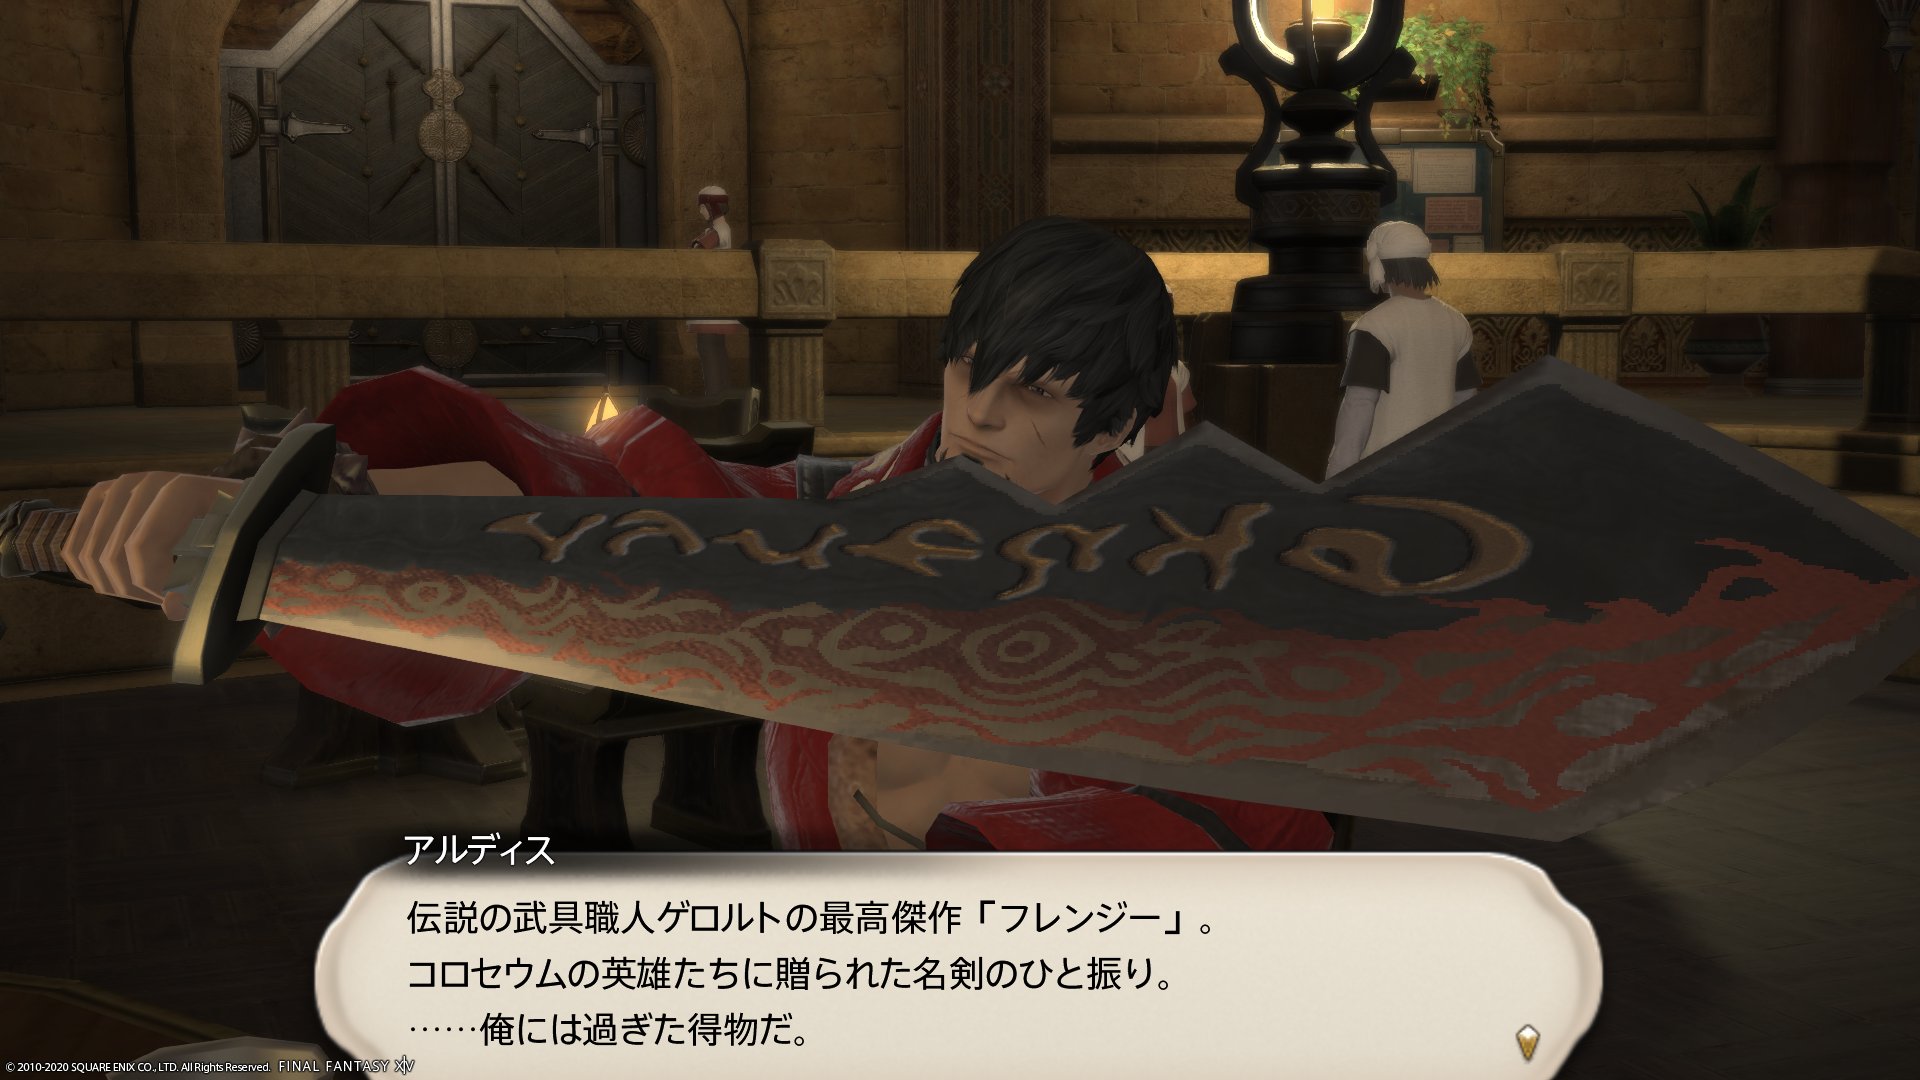 アルディス
伝説の武具職人ゲロルトの最高傑作「フレンジー」。
コロセウムの英雄たちに贈られた名剣のひと振り。
……俺には過ぎた得物だ。
© 2010-2020 SQUARE ENIX CO., LTD. All Rights Reserved. FINAL FANTASY XIV